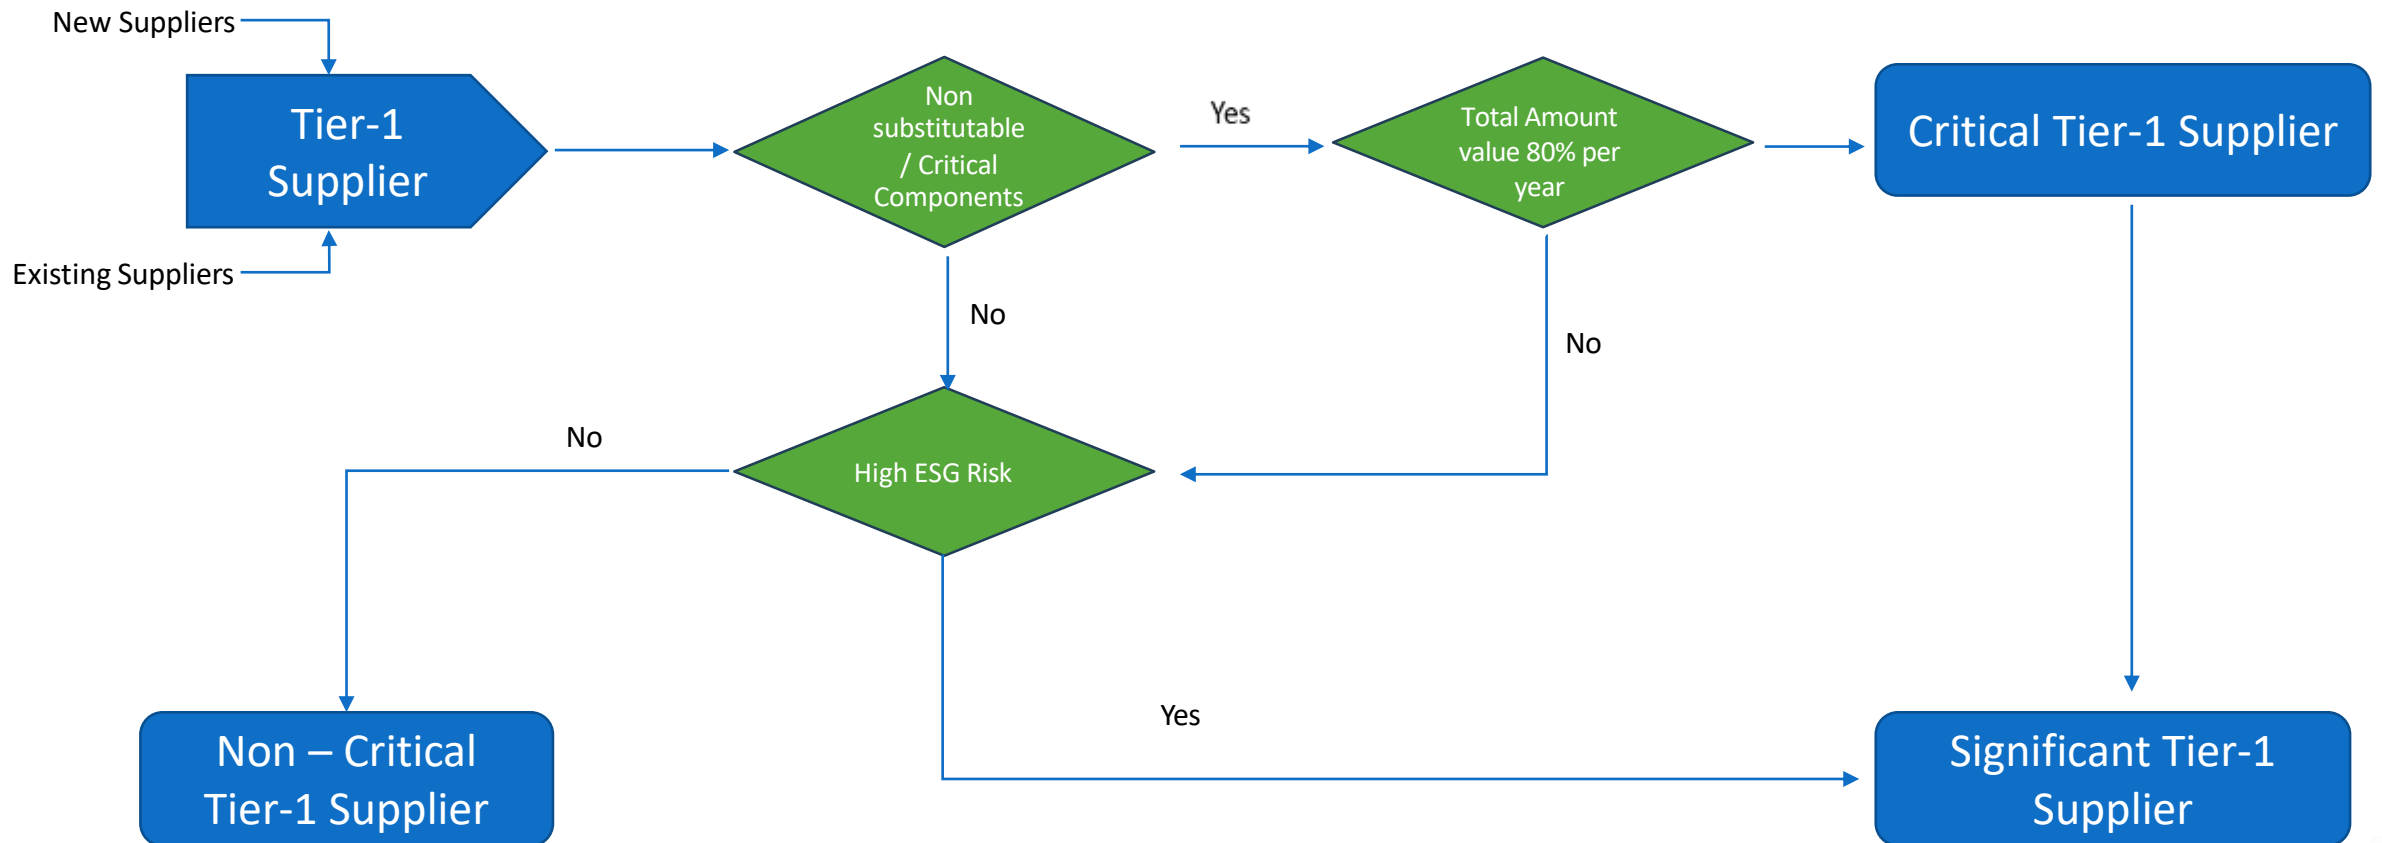 New Suppliers
Tier-1
Supplier
Existing Suppliers
Non
substitutable
/ Critical
Components
Yes
Total Amount
value 80% per
year
Critical Tier-1 Supplier
No
No
No
High ESG Risk
Yes
Non – Critical
Tier-1 Supplier
Significant Tier-1
Supplier